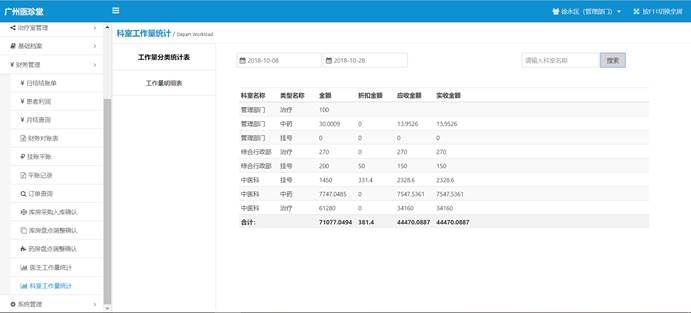 广州医珍堂
徐永匡（管理部门）
按F11切换全屏
治疗室管理
基础档案
¥ 财务管理
¥ 日结结账单
¥ 患者利润
¥ 月结查询
财务对账表
挂账平账
平账记录
订单查询
库房采购入库确认
库房盘点调整确认
药房盘点调整确认
医生工作量统计
科室工作量统计
系统管理
科室工作量统计 / Depart Workload
工作量分类统计表
工作量明细表
2018-10-08 2018-10-28 请输入科室名称 搜索
科室名称 类型名称 金额 折扣金额 应收金额 实收金额
管理部门 治疗 100
管理部门 中药 30.0009 0 13.9526 13.9526
管理部门 挂号 0 0 0 0
综合行政部 治疗 270 0 270 270
综合行政部 挂号 200 50 150 150
中医科 挂号 1450 331.4 2328.6 2328.6
中医科 中药 7747.0485 0 7547.5361 7547.5361
中医科 治疗 61280 0 34160 34160
合计： 71077.0494 381.4 44470.0887 44470.0887